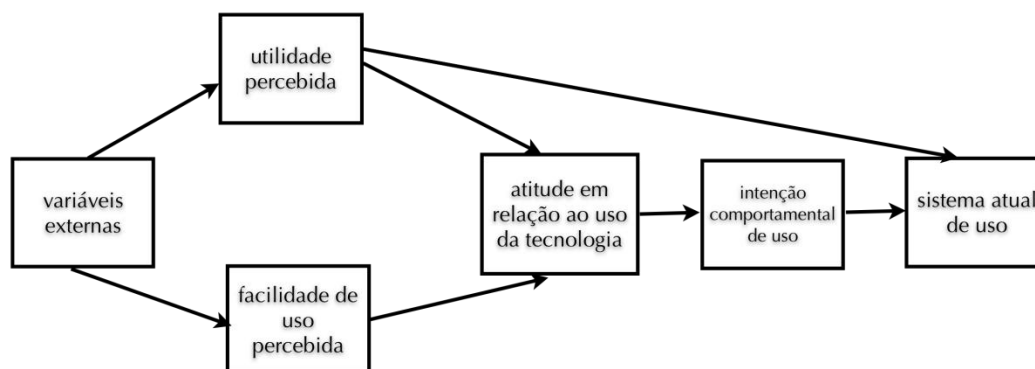 utilidade
percebida
variáveis
externas
atitude em
relação ao uso
da tecnologia
intenção
comportamental
de uso
sistema atual
de uso
facilidade de
uso
percebida